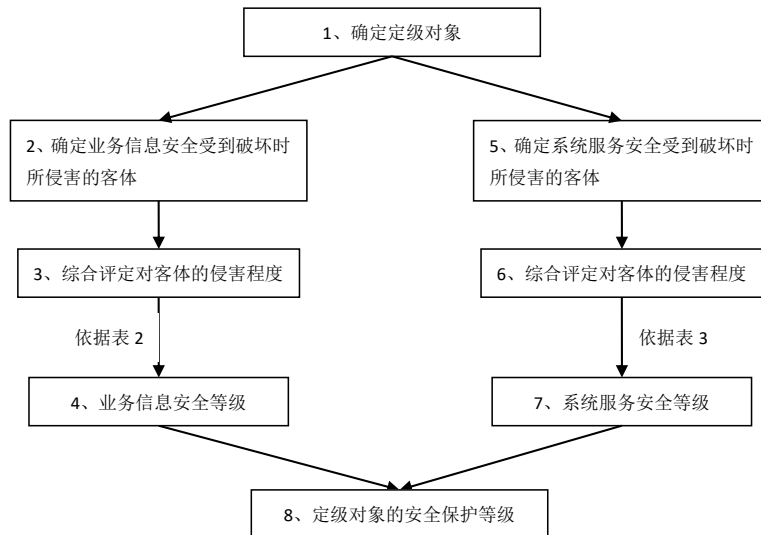 1、确定定级对象
2、确定业务信息安全受到破坏时
所侵害的客体
3、综合评定对客体的侵害程度
依据表 2
4、业务信息安全等级
5、确定系统服务安全受到破坏时
所侵害的客体
6、综合评定对客体的侵害程度
依据表 3
7、系统服务安全等级
8、定级对象的安全保护等级